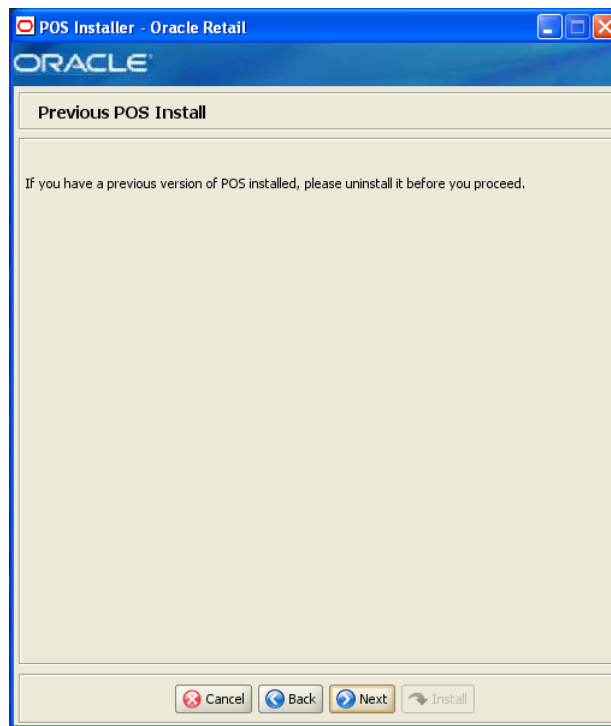 POS Installer - Oracle Retail
ORACLE
Previous POS Install
If you have a previous version of POS installed, please uninstall it before you proceed.
Cancel Back Next Install